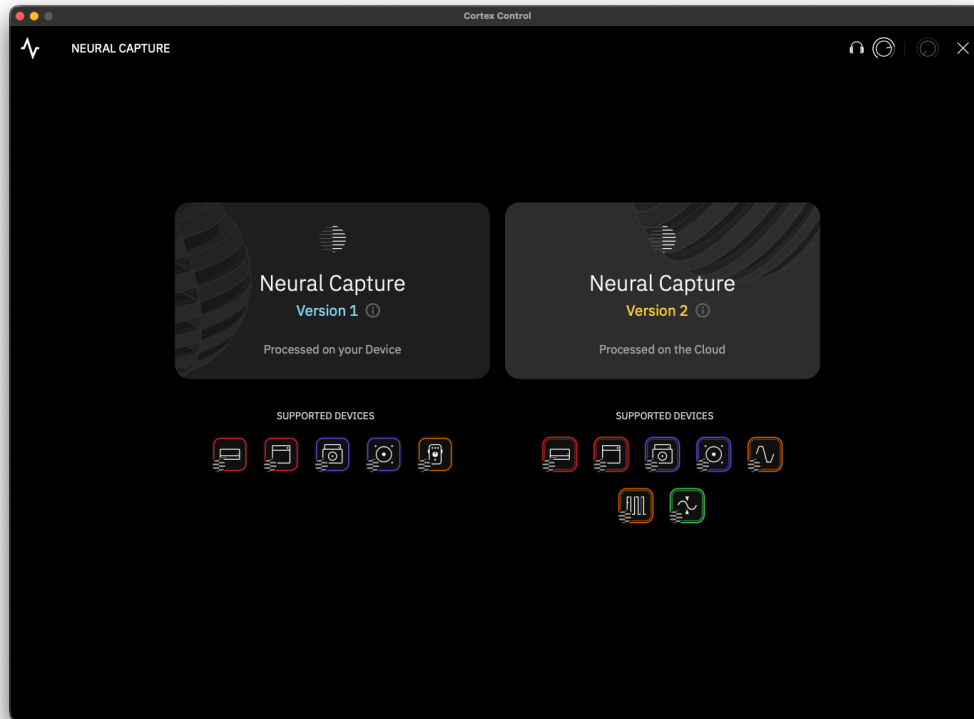 Cortex Control
NEURAL CAPTURE
Neural Capture
Version 1
Processed on your Device
SUPPORTED DEVICES
Neural Capture
Version 2
Processed on the Cloud
SUPPORTED DEVICES